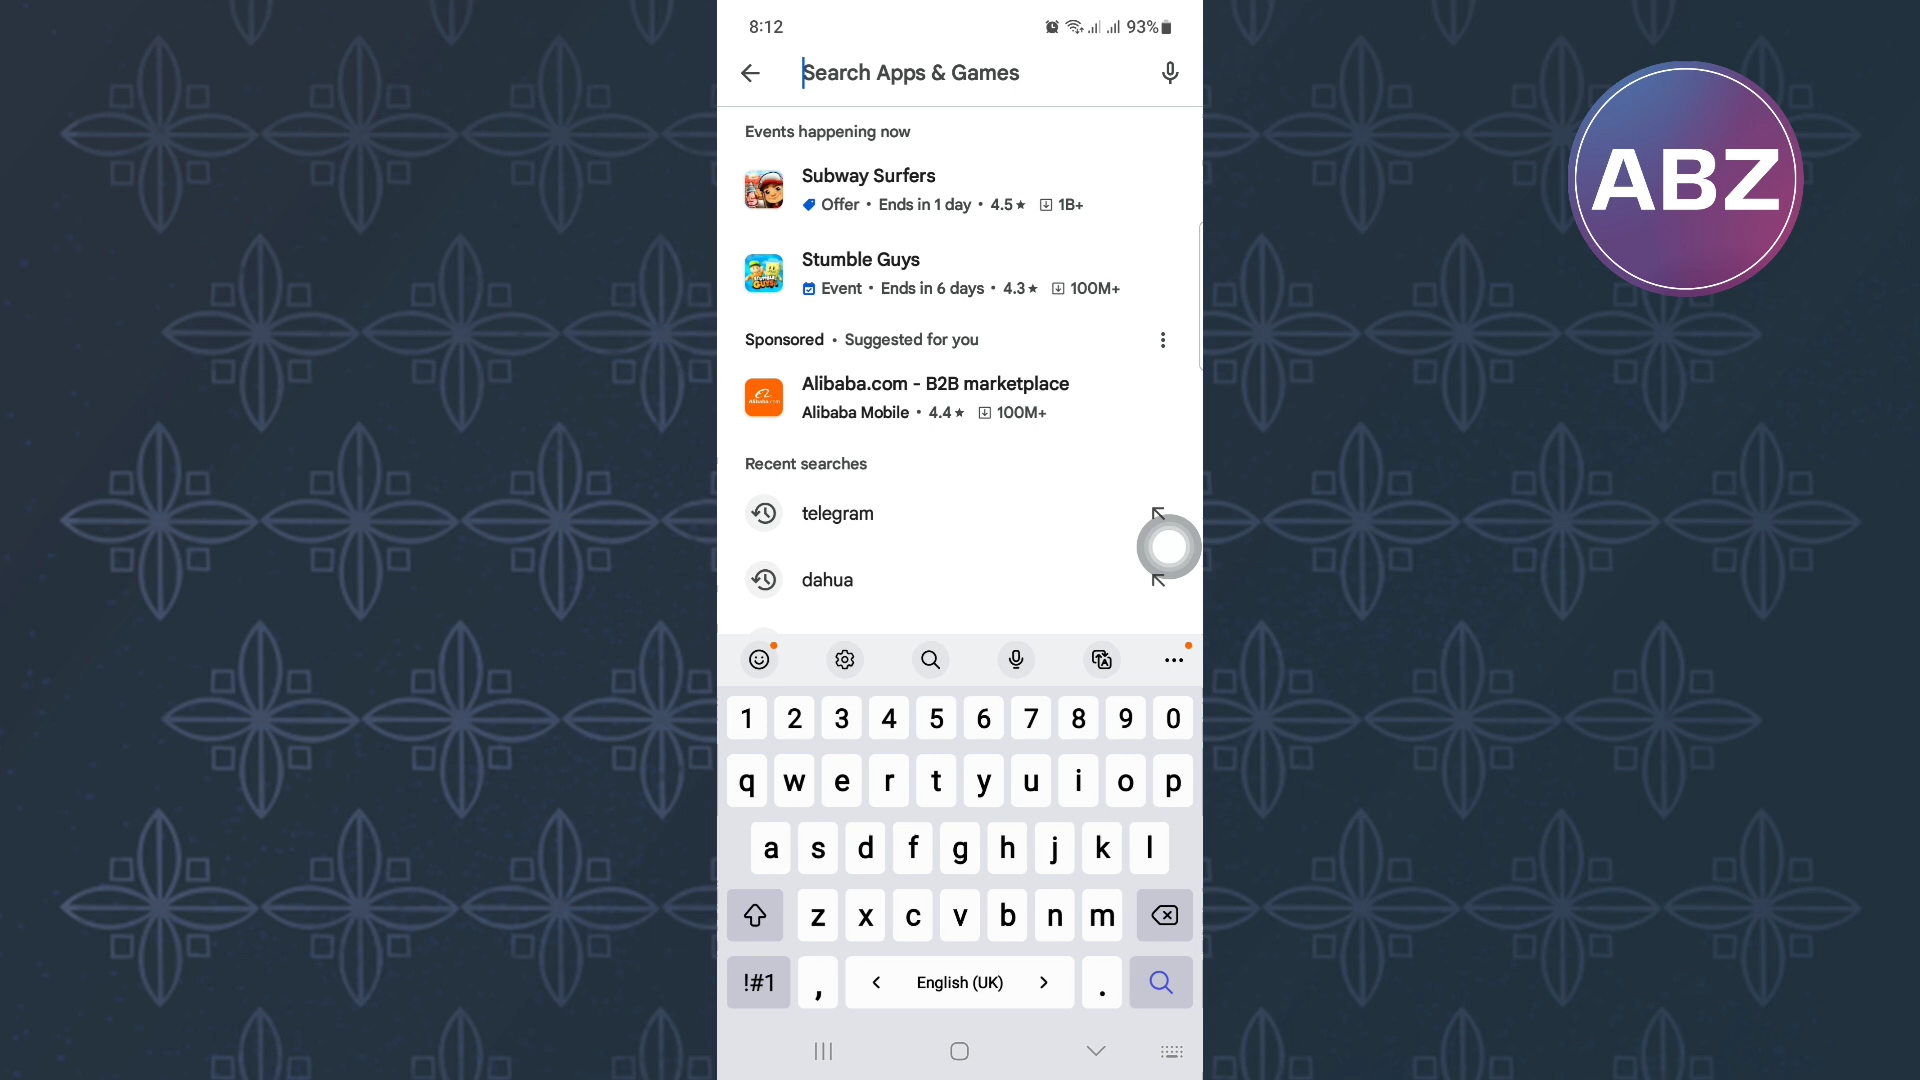 8:12
93%
Search Apps & Games
ABZ
Events happening now
Subway Surfers
Offer • Ends in 1 day • 4.5★ 1B+
Stumble Guys
Event • Ends in 6 days • 4.3★ 100M+
Sponsored • Suggested for you
Alibaba.com - B2B marketplace
Alibaba Mobile • 4.4★ 100M+
Recent searches
telegram
dahua
1 2 3 4 5 6 7 8 9 0
q w e r t y u i o p
a s d f g h j k l
z x c v b n m
!#1 , < English (UK) > .